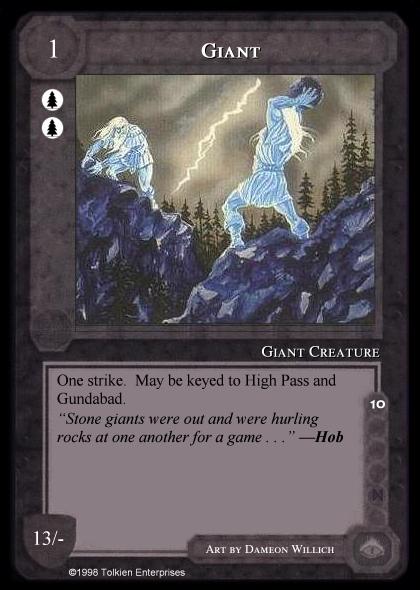 1
GIANT
GIANT CREATURE
One strike.  May be keyed to High Pass and
Gundabad.
“Stone giants were out and were hurling
rocks at one another for a game . . .” —Hob
10
13/-
ART BY DAMEON WILLICH
©1998 Tolkien Enterprises